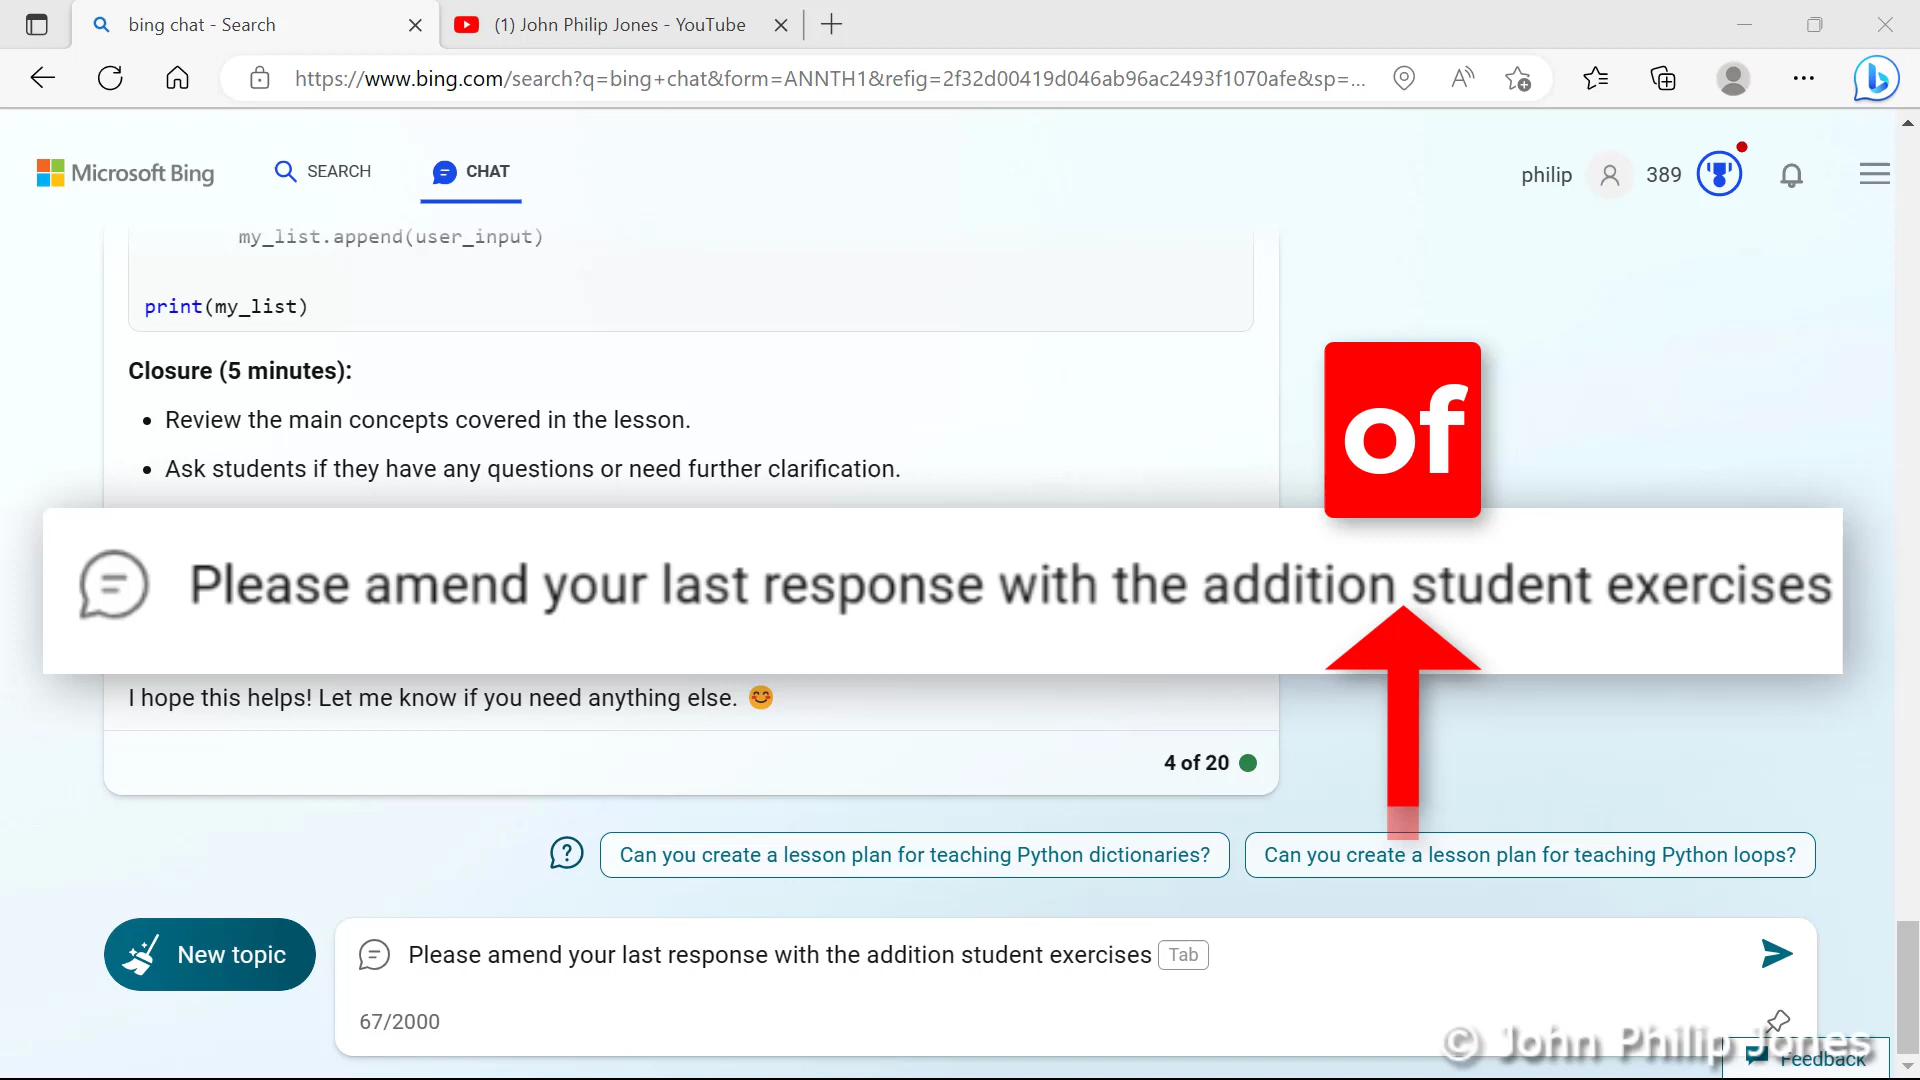 bing chat - Search
(1) John Philip Jones - YouTube
https://www.bing.com/search?q=bing+chat&form=ANNTH1&refig=2f32d00419d046ab96ac2493f1070afe&sp=...
Microsoft Bing
SEARCH
CHAT
philip
389
my_list.append(user_input)
print(my_list)
Closure (5 minutes):
• Review the main concepts covered in the lesson.
• Ask students if they have any questions or need further clarification.
of
Please amend your last response with the addition student exercises
I hope this helps! Let me know if you need anything else. 😊
4 of 20
Can you create a lesson plan for teaching Python dictionaries?
Can you create a lesson plan for teaching Python loops?
New topic
Please amend your last response with the addition student exercises Tab
67/2000
© John Philip Jones
Feedback